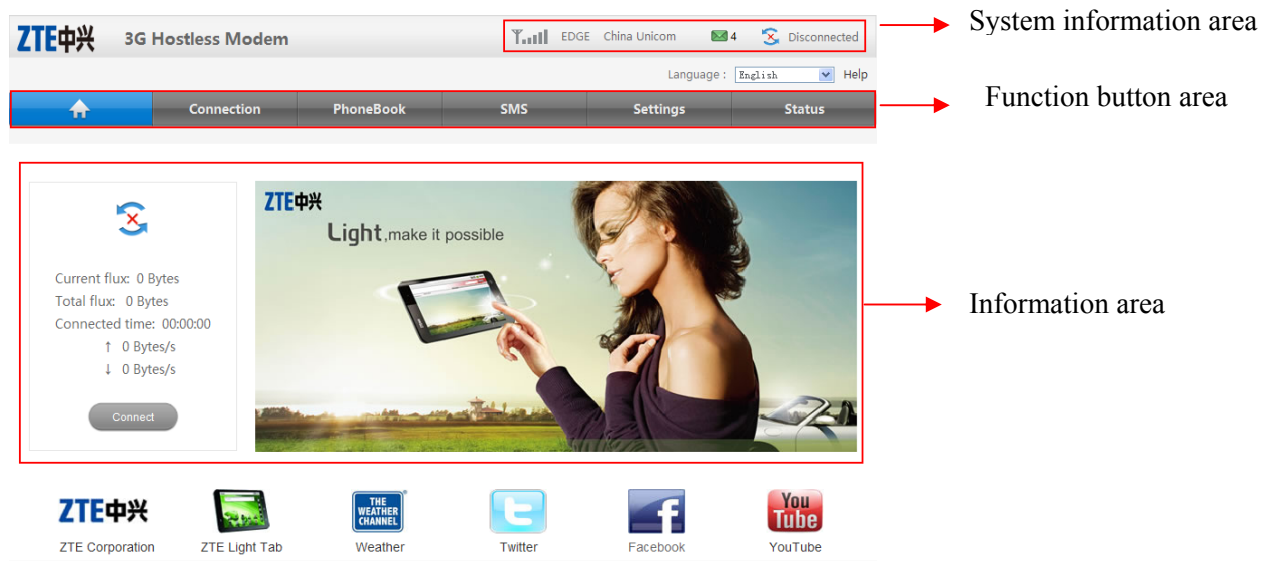 ZTE中兴 3G Hostless Modem EDGE China Unicom 4 Disconnected
System information area
Language : English Help
Connection PhoneBook SMS Settings Status
Function button area
ZTE中兴
Light,make it possible
Current flux: 0 Bytes
Total flux: 0 Bytes
Connected time: 00:00:00
↑ 0 Bytes/s
↓ 0 Bytes/s
Connect
Information area
ZTE中兴
THE
WEATHER
CHANNEL
You
Tube
ZTE Corporation ZTE Light Tab Weather Twitter Facebook YouTube